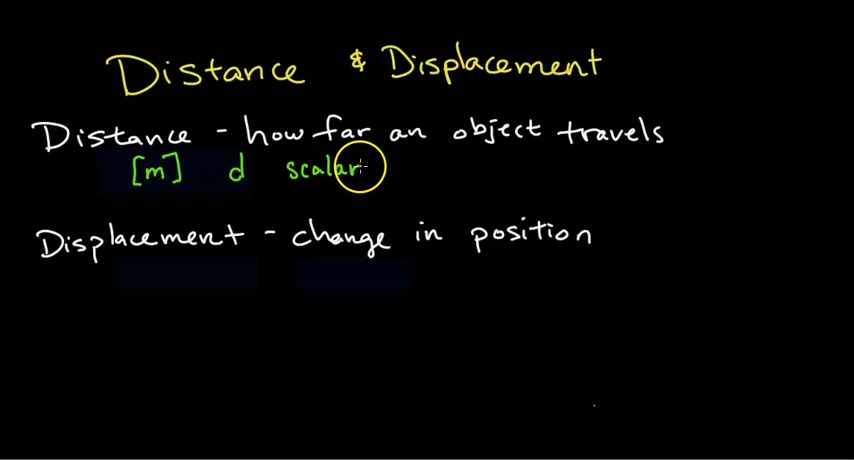 Distance & Displacement
Distance - how far an object travels
[m] d scalar
Displacement - change in position